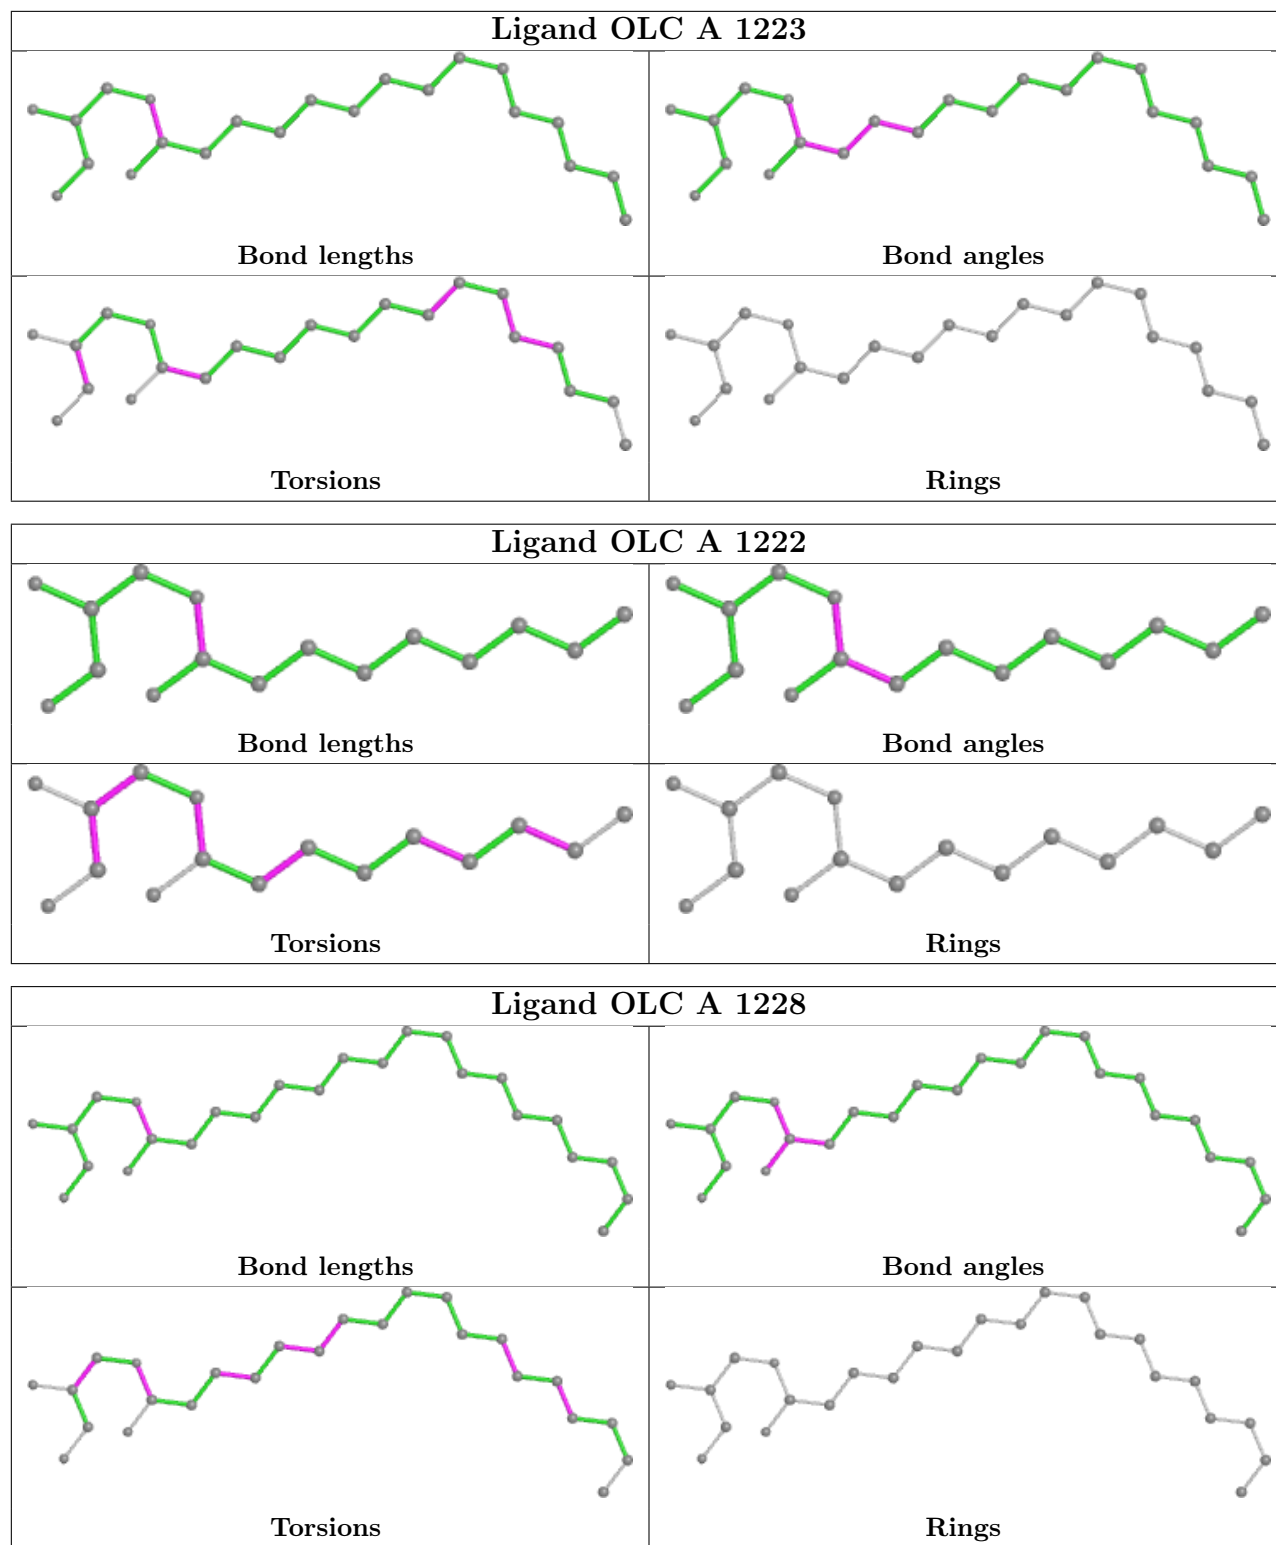 Ligand OLC A 1223
Bond lengths
Bond angles
Torsions
Rings
Ligand OLC A 1222
Bond lengths
Bond angles
Torsions
Rings
Ligand OLC A 1228
Bond lengths
Bond angles
Torsions
Rings